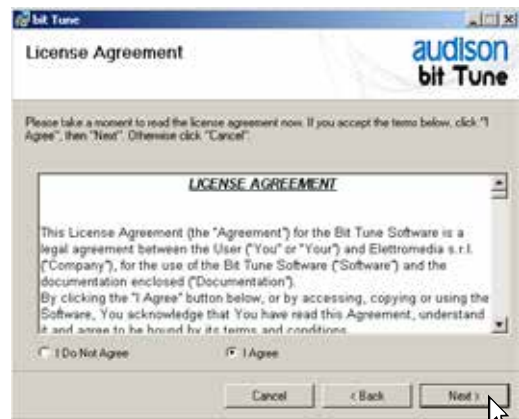 bit Tune
License Agreement
audison
bit Tune
Please take a moment to read the license agreement now. If you accept the terms below, click "I
Agree", then "Next". Otherwise click "Cancel".
LICENSE AGREEMENT
This License Agreement (the "Agreement") for the Bit Tune Software is a
legal agreement between the User ("You" or "Your") and Elettromedia s.r.l.
("Company"), for the use of the Bit Tune Software ("Software") and the
documentation enclosed ("Documentation").
By clicking the "I Agree" button below, or by accessing, copying or using the
Software, You acknowledge that You have read this Agreement, understand
it and agree to be bound by its terms and conditions.
I Do Not Agree
I Agree
Cancel
< Back
Next >